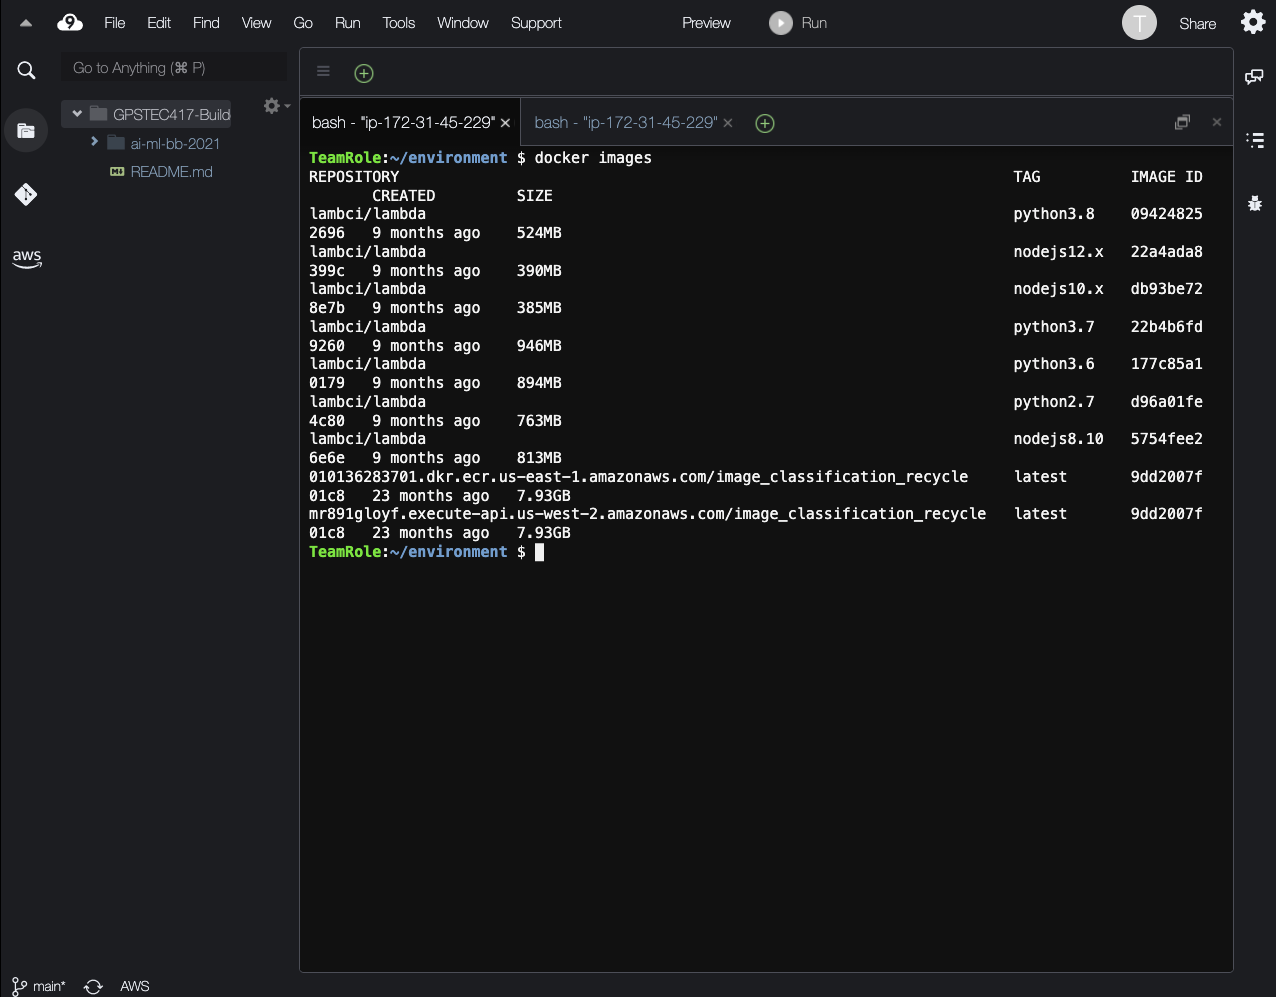 File Edit Find View Go Run Tools Window Support Preview Run T Share
Go to Anything (⌘ P)
GPSTEC417-Build
ai-ml-bb-2021
README.md
aws
bash - "ip-172-31-45-229" × bash - "ip-172-31-45-229" ×
TeamRole:~/environment $ docker images
REPOSITORY TAG IMAGE ID
CREATED SIZE
lambci/lambda python3.8 09424825
2696 9 months ago 524MB
lambci/lambda nodejs12.x 22a4ada8
399c 9 months ago 390MB
lambci/lambda nodejs10.x db93be72
8e7b 9 months ago 385MB
lambci/lambda python3.7 22b4b6fd
9260 9 months ago 946MB
lambci/lambda python3.6 177c85a1
0179 9 months ago 894MB
lambci/lambda python2.7 d96a01fe
4c80 9 months ago 763MB
lambci/lambda nodejs8.10 5754fee2
6e6e 9 months ago 813MB
010136283701.dkr.ecr.us-east-1.amazonaws.com/image_classification_recycle latest 9dd2007f
01c8 23 months ago 7.93GB
mr891gloyf.execute-api.us-west-2.amazonaws.com/image_classification_recycle latest 9dd2007f
01c8 23 months ago 7.93GB
TeamRole:~/environment $
main* AWS